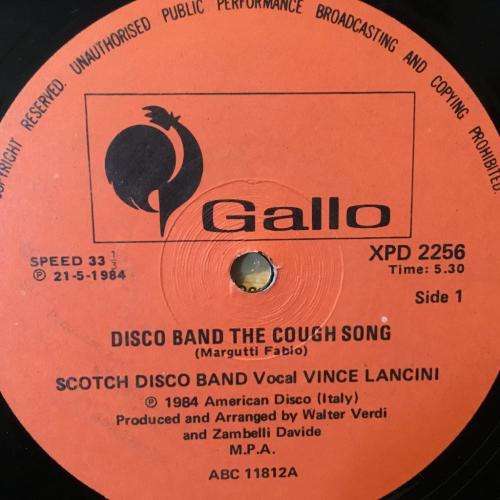 COPYRIGHT RESERVED. UNAUTHORISED PUBLIC PERFORMANCE BROADCASTING AND COPYING PROHIBITED.
Gallo
SPEED 33 1/3
℗ 21-5-1984
XPD 2256
Time: 5.30
Side 1
DISCO BAND THE COUGH SONG
(Margutti Fabio)
SCOTCH DISCO BAND Vocal VINCE LANCINI
℗ 1984 American Disco (Italy)
Produced and Arranged by Walter Verdi
and Zambelli Davide
M.P.A.
ABC 11812A